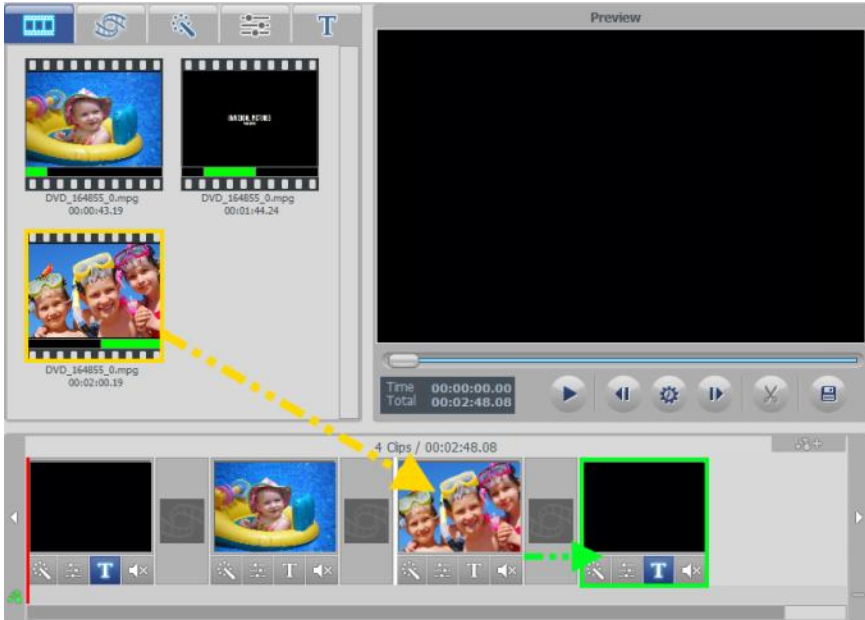 T
Preview
DVD_164855_0.mpg
00:00:43.19
DVD_164855_0.mpg
00:01:44.24
DVD_164855_0.mpg
00:02:00.19
Time 00:00:00.00
Total 00:02:48.08
4 Clips / 00:02:48.08
T
T
T
T